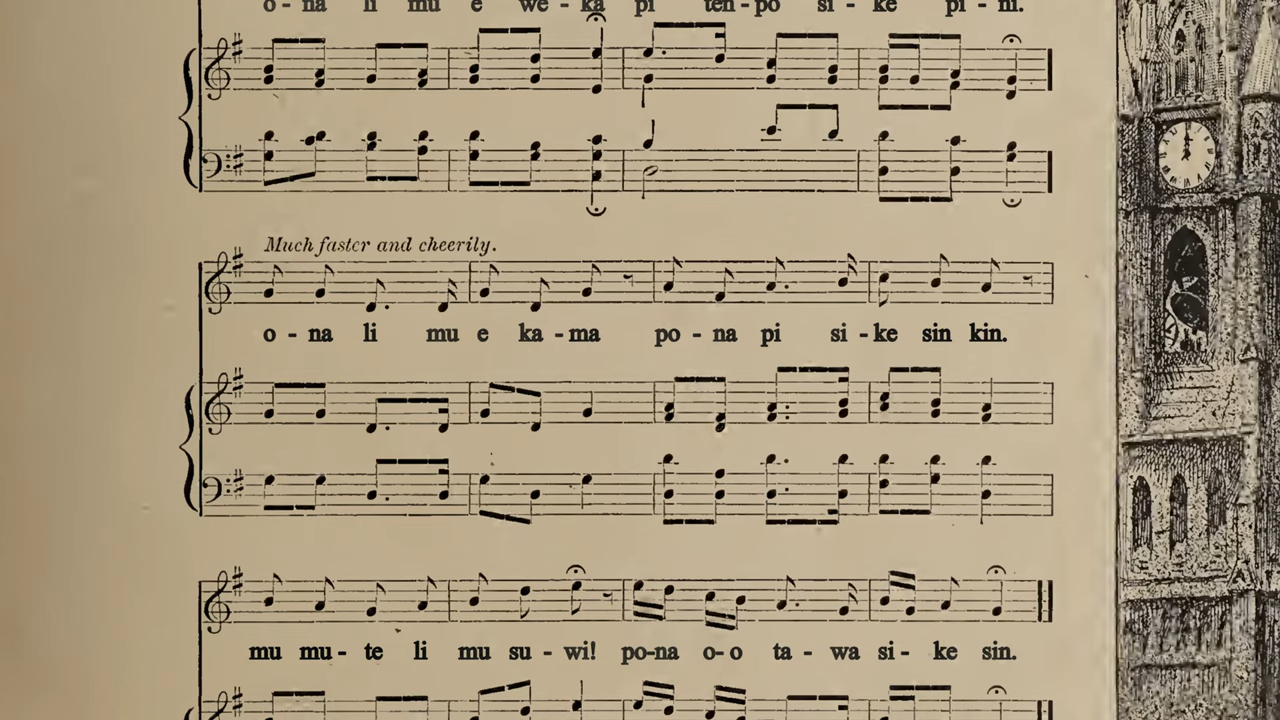 o - na li mu e we - ka pi ten - po si - ke pi - ni.
Much faster and cheerily.
o - na li mu e ka - ma po - na pi si - ke sin kin.
mu mu - te li mu su - wi! po-na o-o ta - wa si - ke sin.